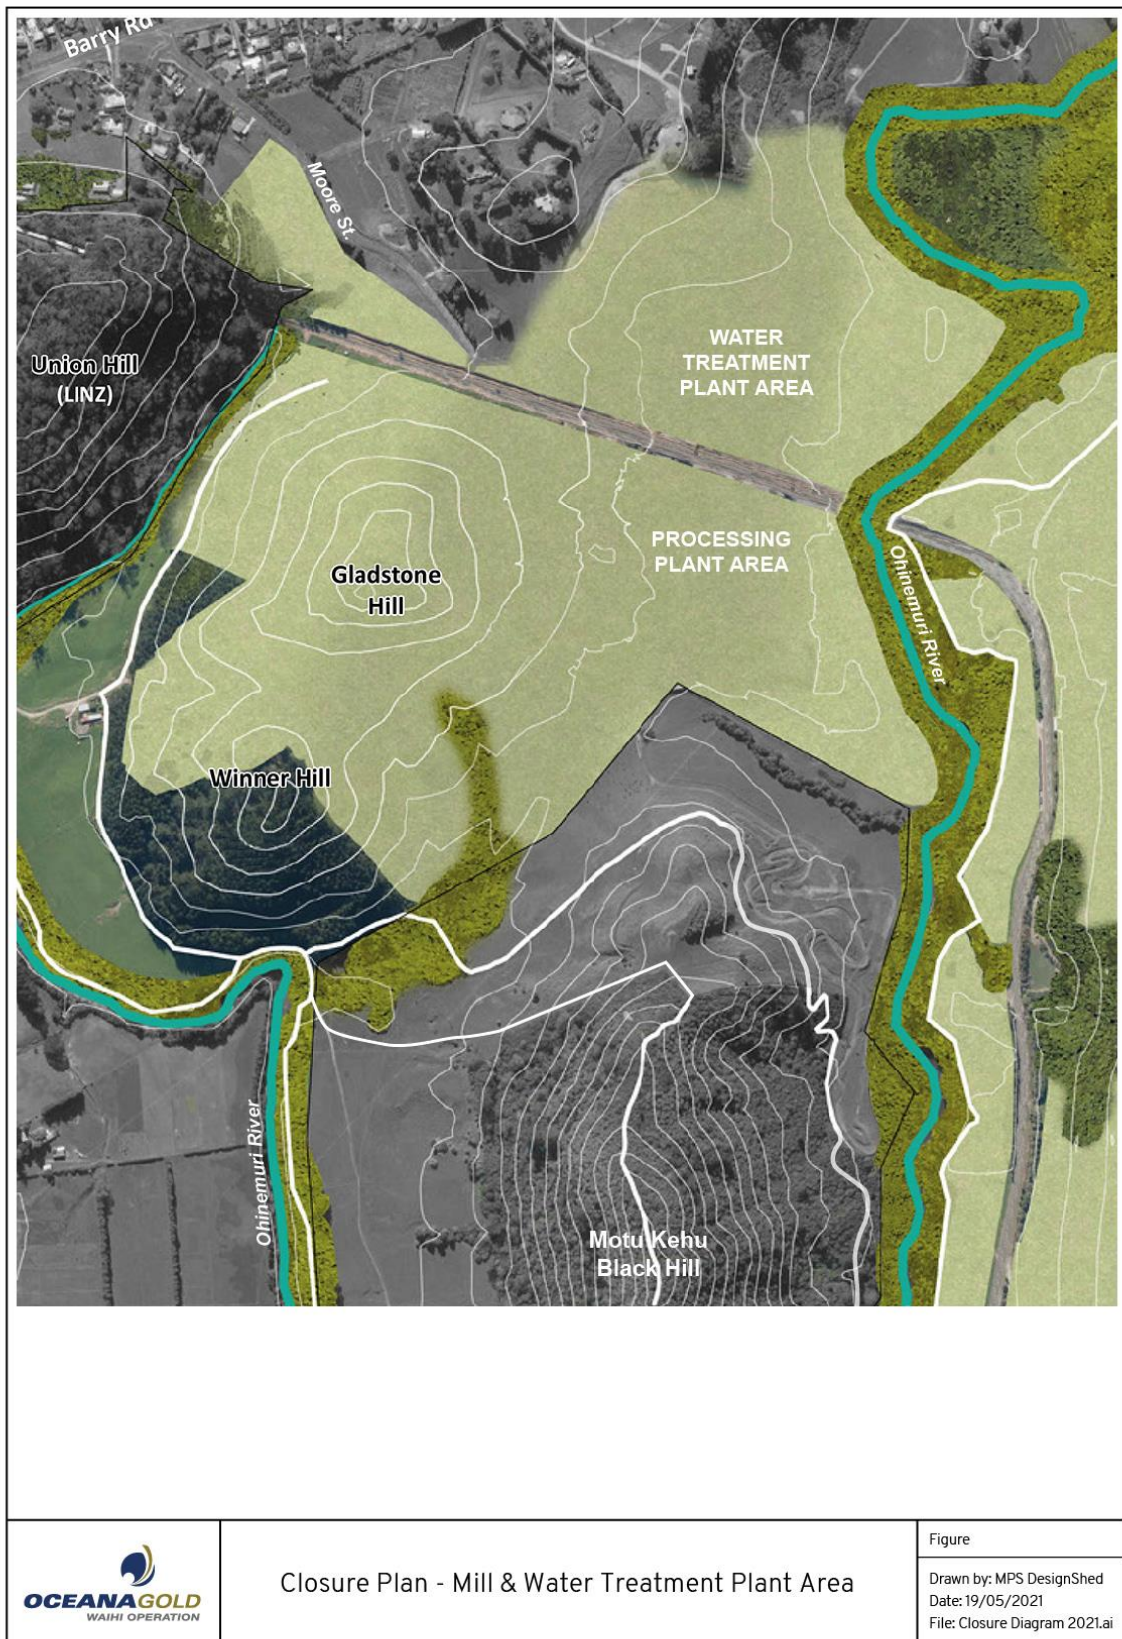 Barry Rd
Moore St.
Union Hill
(LINZ)
WATER
TREATMENT
PLANT AREA
PROCESSING
PLANT AREA
Gladstone
Hill
Ohinemuri River
Winner Hill
Ohinemuri River
Motu Kehu
Black Hill
OCEANAGOLD
WAIHI OPERATION
Closure Plan - Mill & Water Treatment Plant Area
Figure
Drawn by: MPS DesignShed
Date: 19/05/2021
File: Closure Diagram 2021.ai